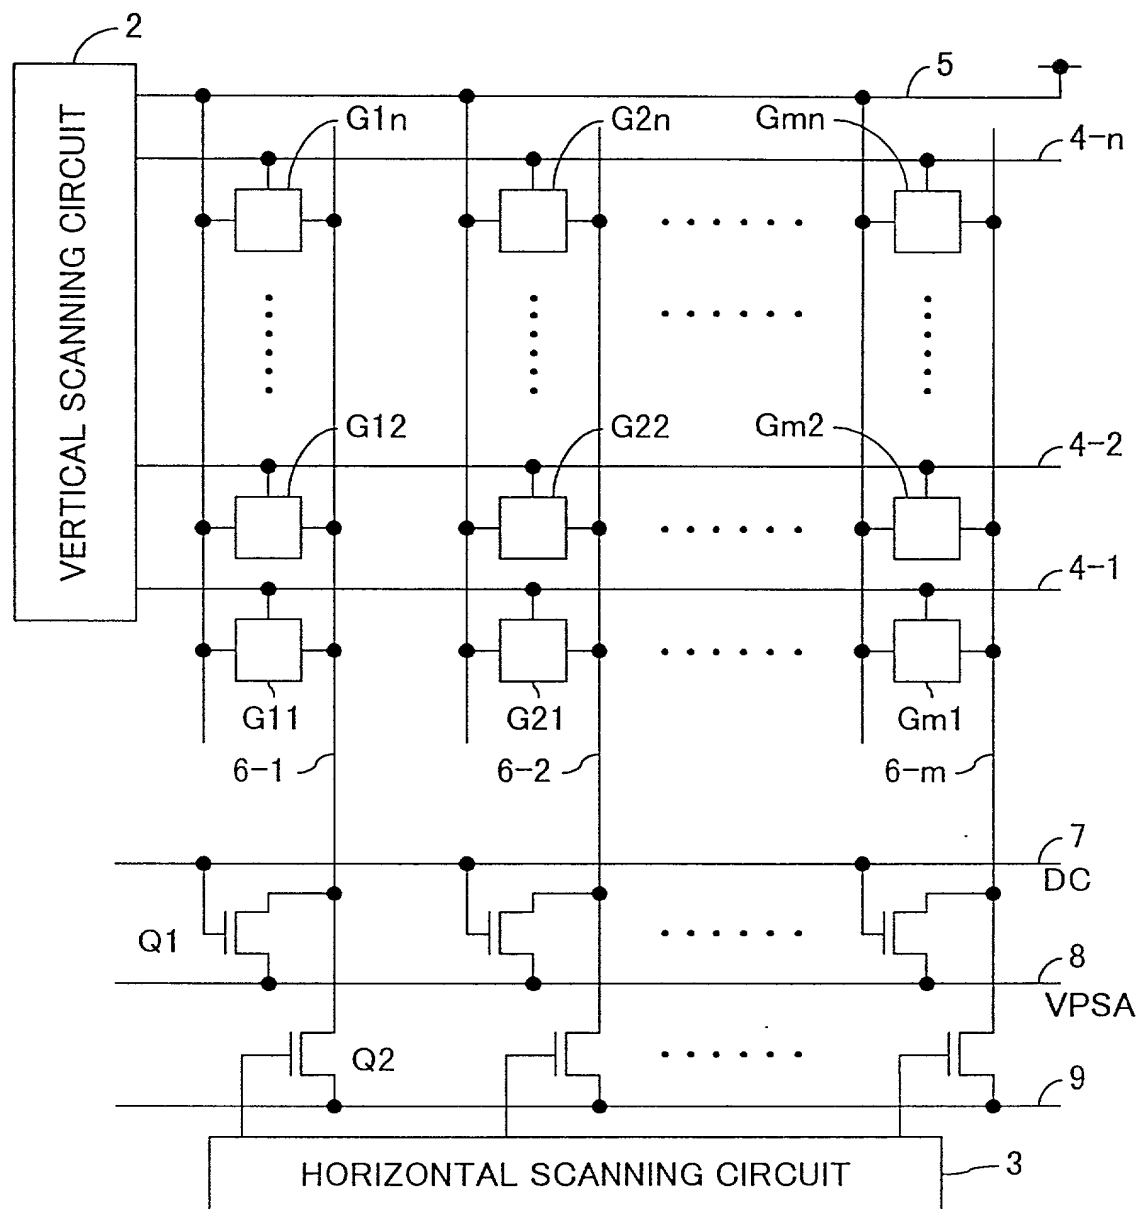 2
VERTICAL SCANNING CIRCUIT
5
G1n
G2n
Gmn
4-n
G12
G22
Gm2
4-2
4-1
G11
G21
Gm1
6-1
6-2
6-m
7
DC
Q1
8
VPSA
Q2
9
HORIZONTAL SCANNING CIRCUIT
3